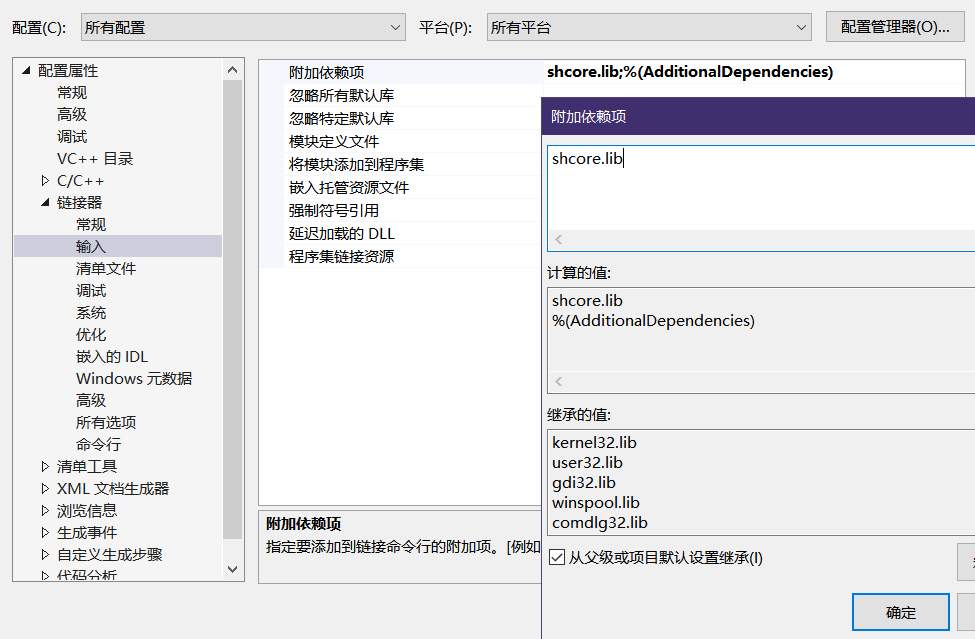 配置(C):
所有配置
平台(P):
所有平台
配置管理器(O)...
配置属性
常规
高级
调试
VC++ 目录
C/C++
链接器
常规
输入
清单文件
调试
系统
优化
嵌入的 IDL
Windows 元数据
高级
所有选项
命令行
清单工具
XML 文档生成器
浏览信息
生成事件
自定义生成步骤
代码分析
附加依赖项
shcore.lib;%(AdditionalDependencies)
忽略所有默认库
忽略特定默认库
模块定义文件
将模块添加到程序集
嵌入托管资源文件
强制符号引用
延迟加载的 DLL
程序集链接资源
附加依赖项
指定要添加到链接命令行的附加项。[例如
附加依赖项
shcore.lib
计算的值:
shcore.lib
%(AdditionalDependencies)
继承的值:
kernel32.lib
user32.lib
gdi32.lib
winspool.lib
comdlg32.lib
从父级或项目默认设置继承(I)
确定